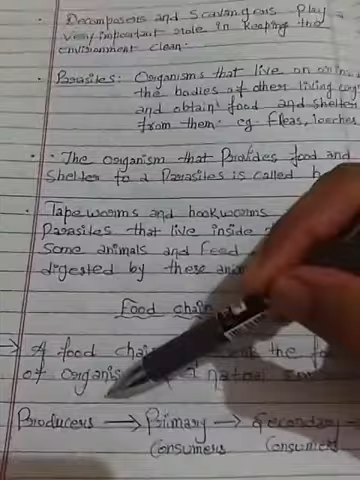 • Decomposers and Scavengers Play
very important role in keeping the
environment clean.
• Parasites: Organisms that live on
the bodies of other living
and obtain food and shelter
from them. eg. Fleas, leeches
• The organism that Provides food and
shelter to a Parasites is called
• Tapeworms and hookworms
Parasites that live inside
Some animals and Feed
digested by these
Food chain
→ A food chain the
of
Producers → Primary → Secondary
Consumers Consumers